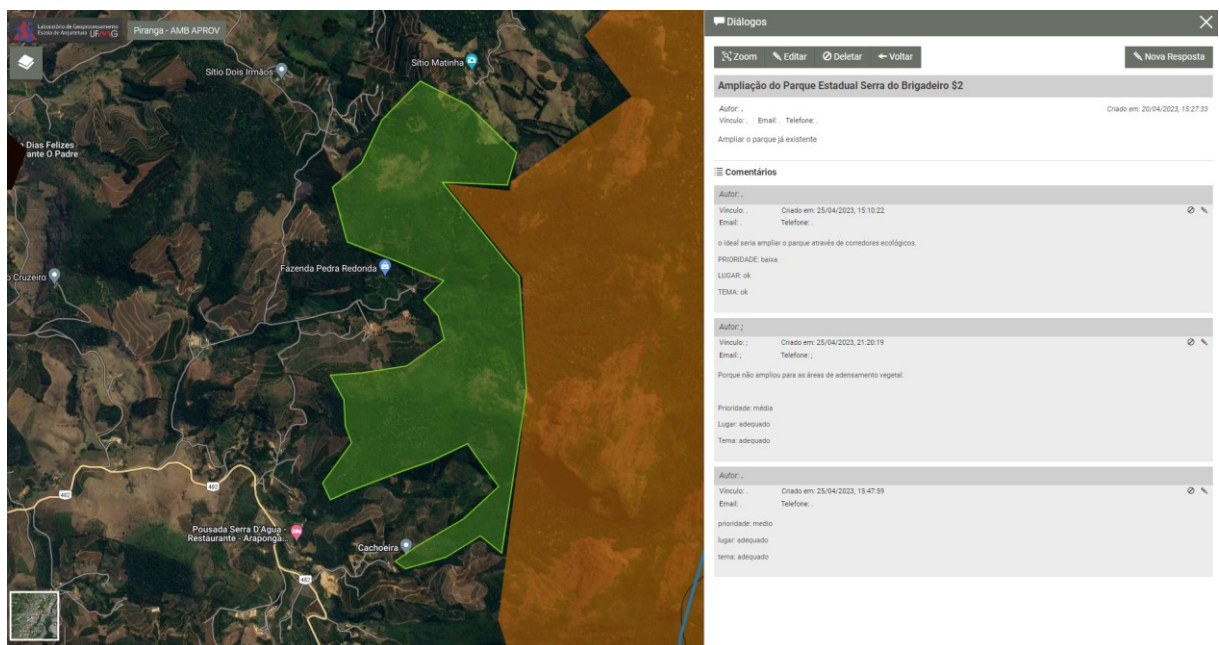 Laboratório de Geoprocessamento
Escola de Arquitetura UFMG
Piranga - AMB APROV
Sítio Dois Irmãos
Sítio Matinha
Dias Felizes
ante O Padre
Fazenda Pedra Redonda
o Cruzeiro
482
482
Pousada Serra D'Agua -
Restaurante - Araponga...
Cachoeira
482
Diálogos
Zoom Editar Deletar Voltar Nova Resposta
Ampliação do Parque Estadual Serra do Brigadeiro $2
Autor: . Criado em: 20/04/2023, 15:27:33
Vínculo: . Email: . Telefone: .
Ampliar o parque já existente
Comentários
Autor: .
Vínculo: . Criado em: 25/04/2023, 15:10:22
Email: . Telefone: .
o ideal seria ampliar o parque através de corredores ecológicos.
PRIORIDADE: baixa
LUGAR: ok
TEMA: ok
Autor: ;
Vínculo: ; Criado em: 25/04/2023, 21:20:19
Email: ; Telefone: ;
Porque não ampliou para as áreas de adensamento vegetal.
Prioridade: média
Lugar: adequado
Tema: adequado
Autor: .
Vínculo: . Criado em: 25/04/2023, 15:47:59
Email: . Telefone: .
prioridade: medio
lugar: adequado
tema: adequado